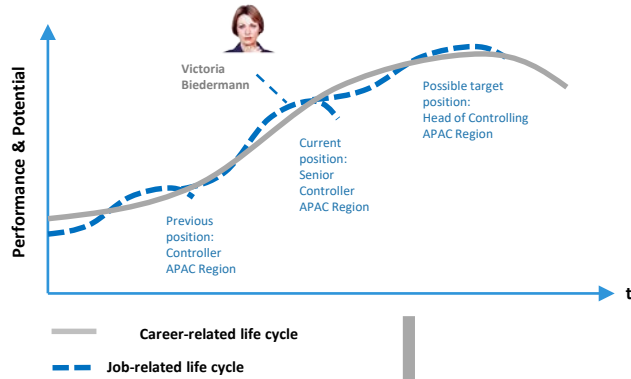 Victoria
Biedermann
Performance & Potential
Possible target
position:
Head of Controlling
APAC Region
Current
position:
Senior
Controller
APAC Region
Previous
position:
Controller
APAC Region
t
Career-related life cycle
Job-related life cycle